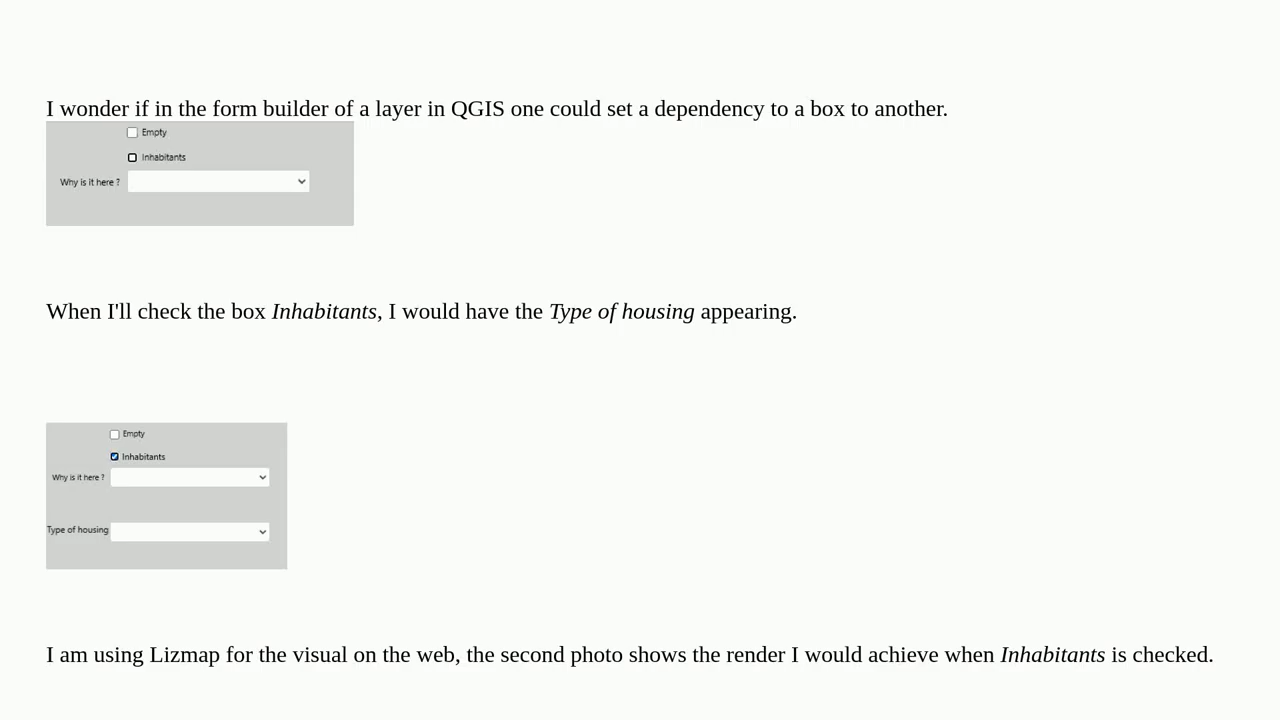 I wonder if in the form builder of a layer in QGIS one could set a dependency to a box to another.
Empty
Inhabitants
Why is it here ?
When I'll check the box Inhabitants, I would have the Type of housing appearing.
Empty
Inhabitants
Why is it here ?
Type of housing
I am using Lizmap for the visual on the web, the second photo shows the render I would achieve when Inhabitants is checked.